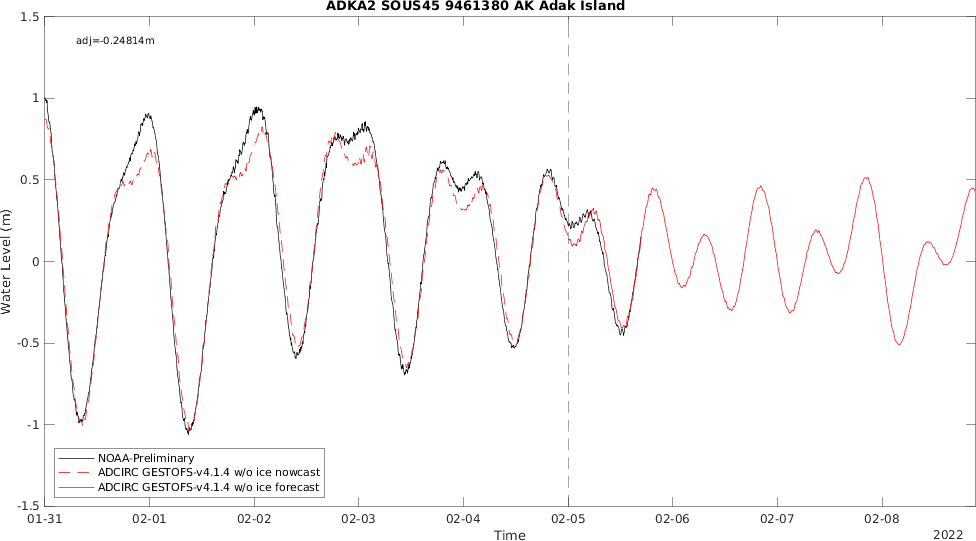 ADKA2 SOUS45 9461380 AK Adak Island
adj=-0.24814m
1.5
1
0.5
0
-0.5
-1
-1.5
Water Level (m)
NOAA-Preliminary
ADCIRC GESTOFS-v4.1.4 w/o ice nowcast
ADCIRC GESTOFS-v4.1.4 w/o ice forecast
01-31 02-01 02-02 02-03 02-04 02-05 02-06 02-07 02-08
Time
2022